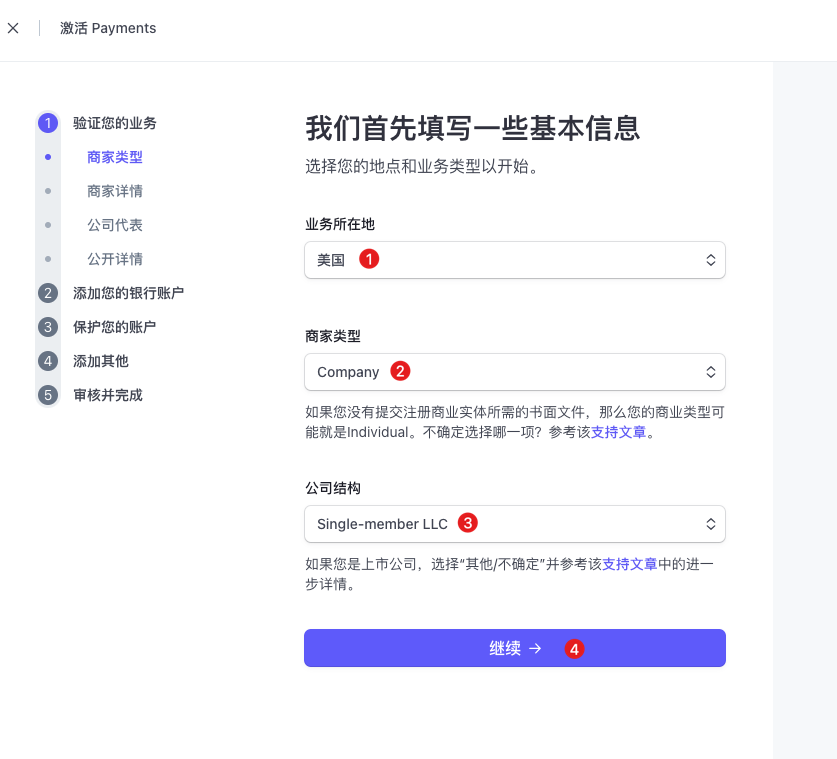 激活 Payments
1 验证您的业务
商家类型
商家详情
公司代表
公开详情
2 添加您的银行账户
3 保护您的账户
4 添加其他
5 审核并完成
我们首先填写一些基本信息
选择您的地点和业务类型以开始。
业务所在地
美国 1
商家类型
Company 2
如果您没有提交注册商业实体所需的书面文件，那么您的商业类型可
能就是Individual。不确定选择哪一项？参考该支持文章。
公司结构
Single-member LLC 3
如果您是上市公司，选择“其他/不确定”并参考该支持文章中的进一
步详情。
继续 → 4